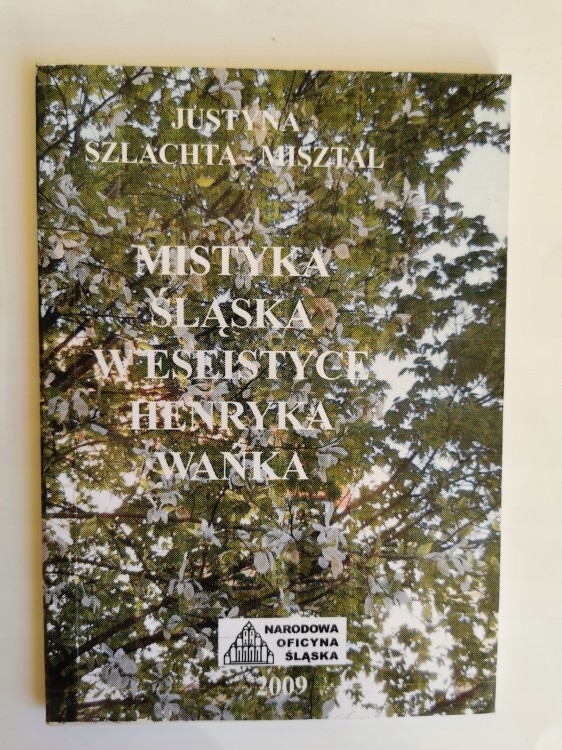 JUSTYNA
SZLACHTA - MISZTAL
MISTYKA
ŚLĄSKA
W ESEISTYCE
HENRYKA
WAŃKA
NARODOWA
OFICYNA
ŚLĄSKA
2009